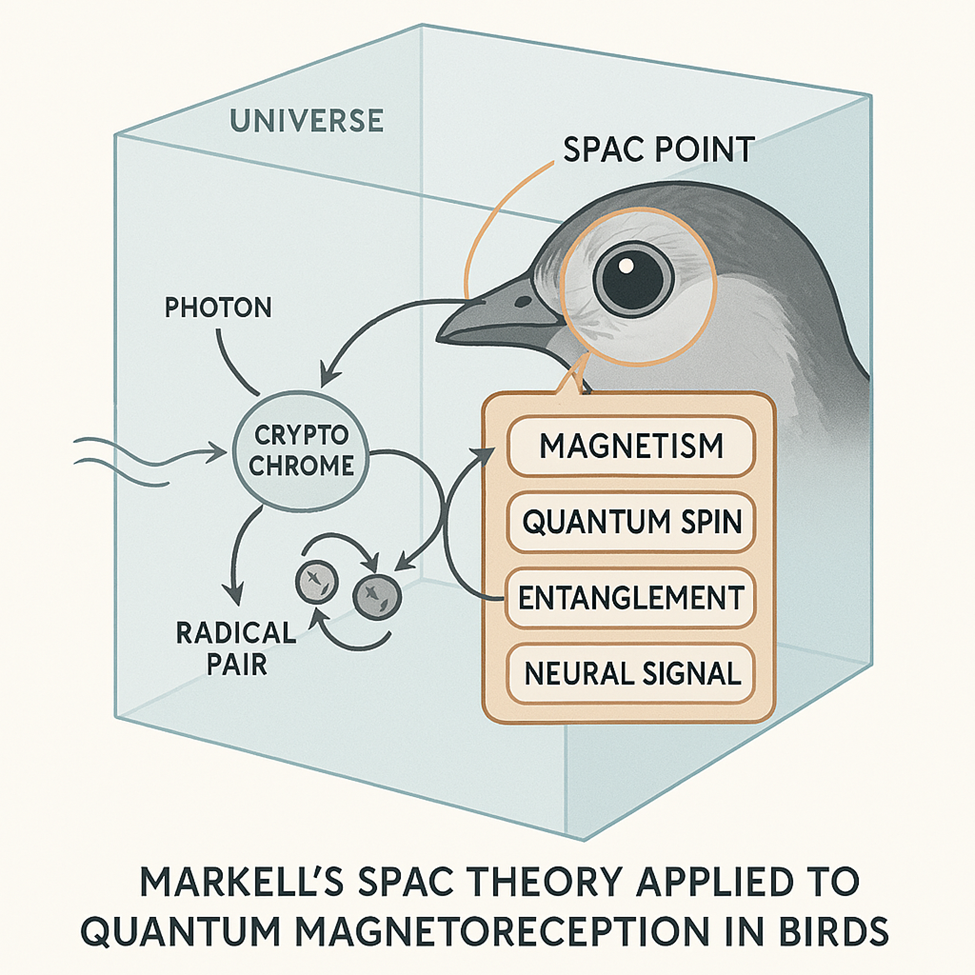 UNIVERSE
SPAC POINT
PHOTON
CRYPTO
CHROME
MAGNETISM
QUANTUM SPIN
ENTANGLEMENT
NEURAL SIGNAL
RADICAL
PAIR
MARKELL'S SPAC THEORY APPLIED TO
QUANTUM MAGNETORECEPTION IN BIRDS